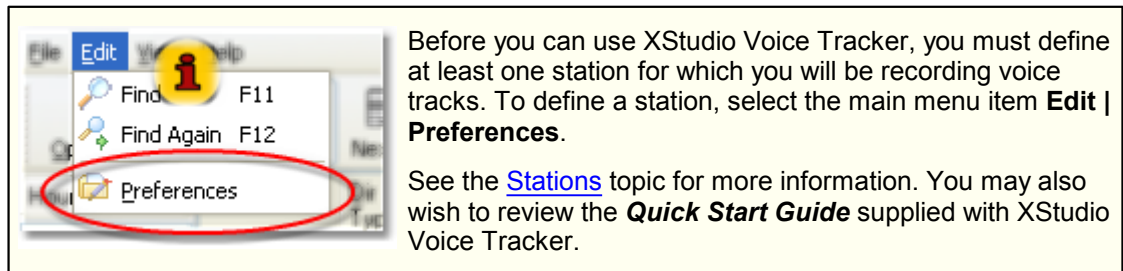 File Edit Help
Find F11
Find Again F12
Preferences
Before you can use XStudio Voice Tracker, you must define
at least one station for which you will be recording voice
tracks. To define a station, select the main menu item Edit |
Preferences.
See the Stations topic for more information. You may also
wish to review the Quick Start Guide supplied with XStudio
Voice Tracker.